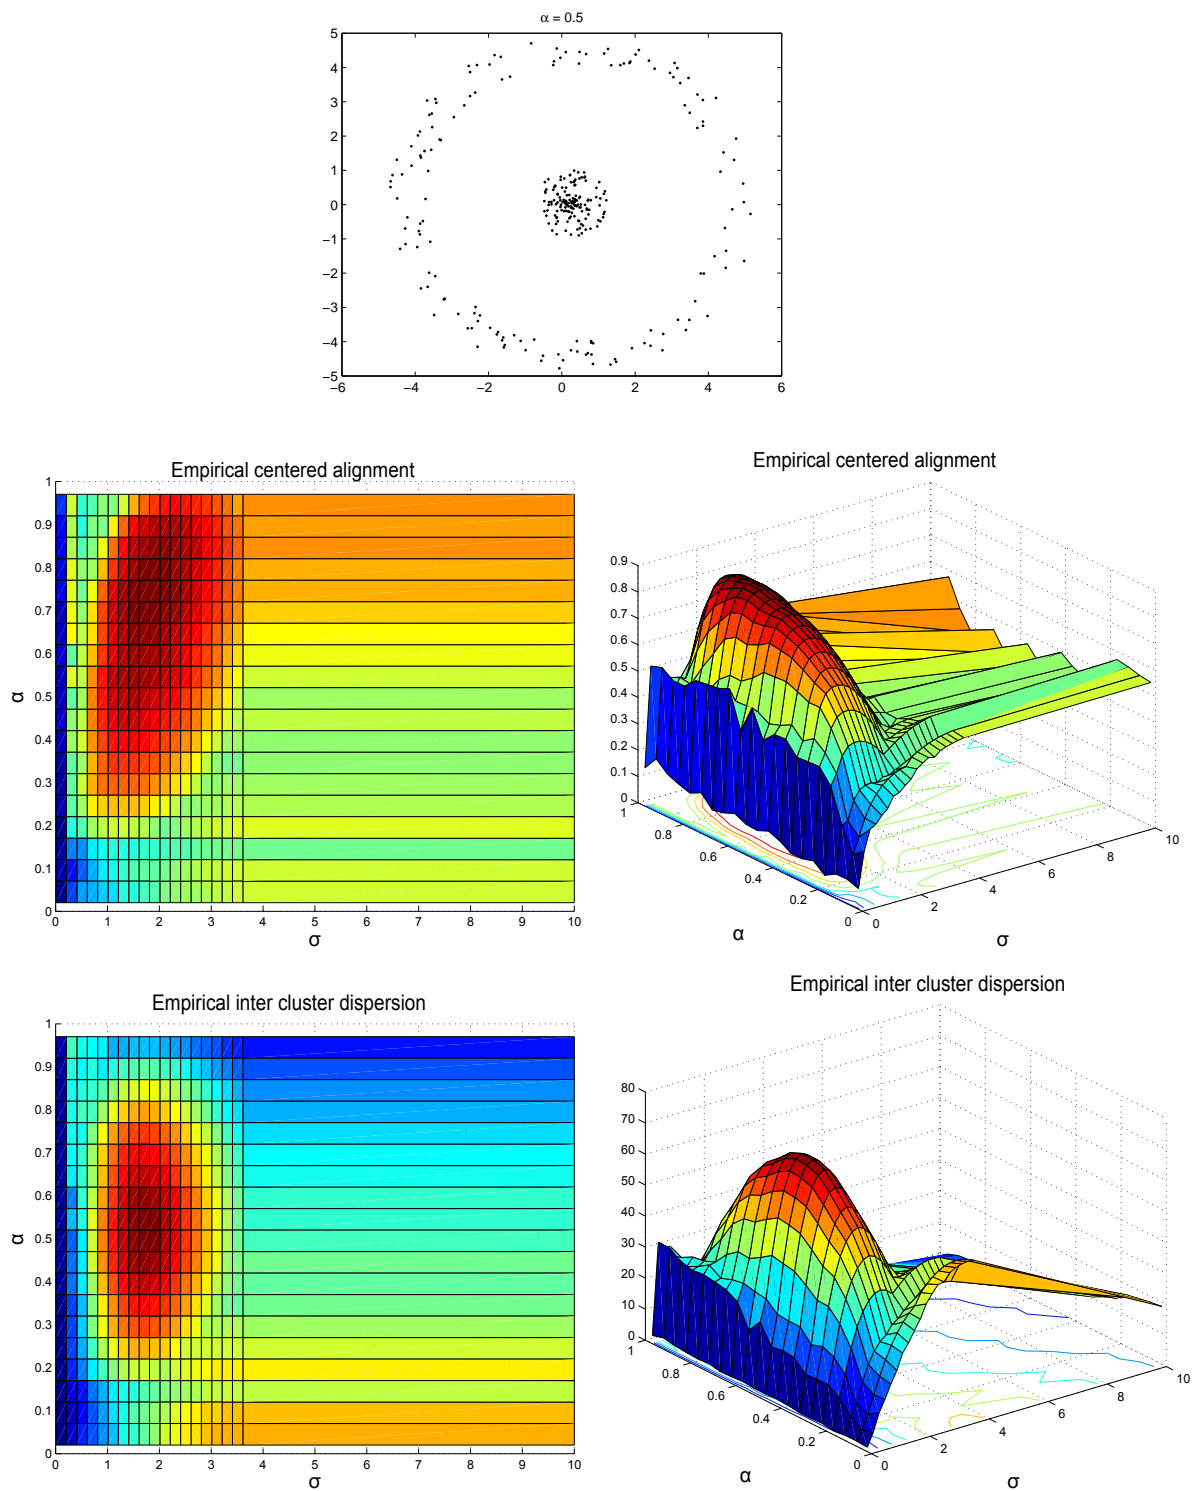 α = 0.5
5
4
3
2
1
0
−1
−2
−3
−4
−5
−6 −4 −2 0 2 4 6
Empirical centered alignment
1
0.9
0.8
0.7
0.6
0.5
0.4
0.3
0.2
0.1
0
α
0 1 2 3 4 5 6 7 8 9 10
σ
Empirical centered alignment
0.9
0.8
0.7
0.6
0.5
0.4
0.3
0.2
0.1
0
1 0.8 0.6 0.4 0.2 0
α
0 2 4 6 8 10
σ
Empirical inter cluster dispersion
1
0.9
0.8
0.7
0.6
0.5
0.4
0.3
0.2
0.1
0
α
0 1 2 3 4 5 6 7 8 9 10
σ
Empirical inter cluster dispersion
80
70
60
50
40
30
20
10
0
1 0.8 0.6 0.4 0.2 0
α
0 2 4 6 8 10
σ